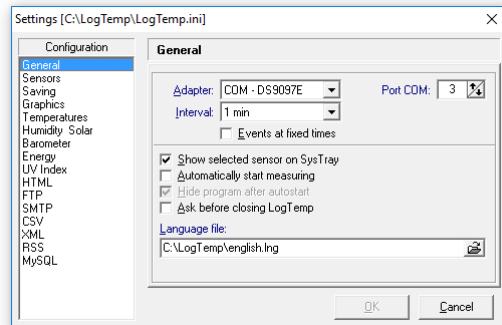 Settings [C:\LogTemp\LogTemp.ini]
Configuration
General
Sensors
Saving
Graphics
Temperatures
Humidity Solar
Barometer
Energy
UV Index
HTML
FTP
SMTP
CSV
XML
RSS
MySQL
General
Adapter: COM - DS9097E Port COM: 3
Interval: 1 min
Events at fixed times
Show selected sensor on SysTray
Automatically start measuring
Hide program after autostart
Ask before closing LogTemp
Language file:
C:\LogTemp\english.lng
OK Cancel